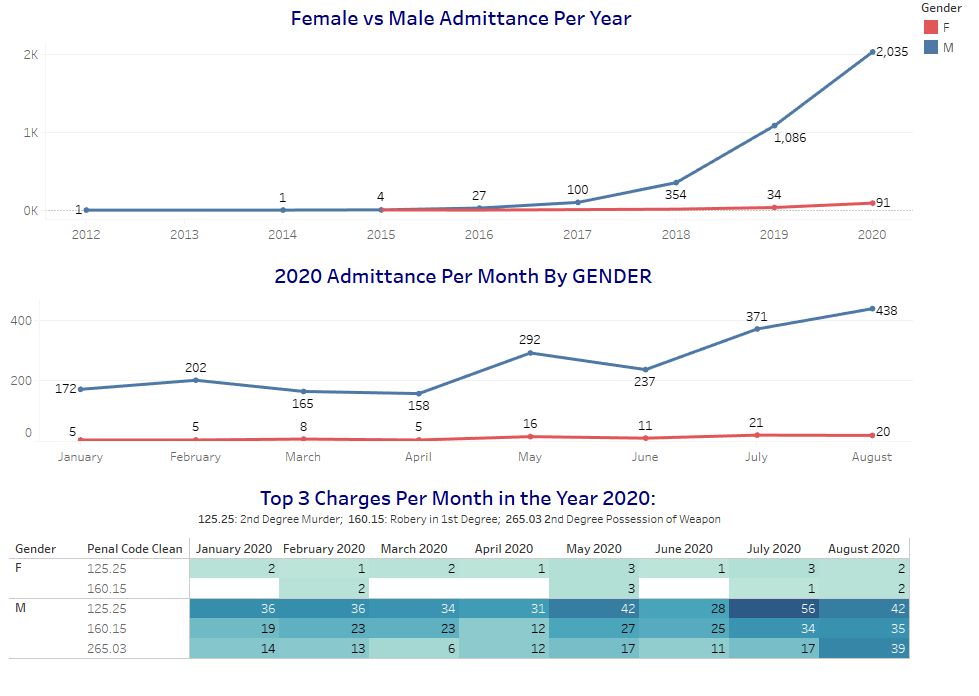 Female vs Male Admittance Per Year
Gender
F
M
2K
1K
0K
1
1
4
27
100
354
1,086
2,035
34
91
2012 2013 2014 2015 2016 2017 2018 2019 2020
2020 Admittance Per Month By GENDER
400
200
0
172 202 165 158 292 237 371 438
5 5 8 5 16 11 21 20
January February March April May June July August
Top 3 Charges Per Month in the Year 2020:
125.25: 2nd Degree Murder; 160.15: Robery in 1st Degree; 265.03 2nd Degree Possession of Weapon
Gender Penal Code Clean January 2020 February 2020 March 2020 April 2020 May 2020 June 2020 July 2020 August 2020
F 125.25 2 1 2 1 3 1 3 2
160.15 2 3 1 2
M 125.25 36 36 34 31 42 28 56 42
160.15 19 23 23 12 27 25 34 35
265.03 14 13 6 12 17 11 17 39